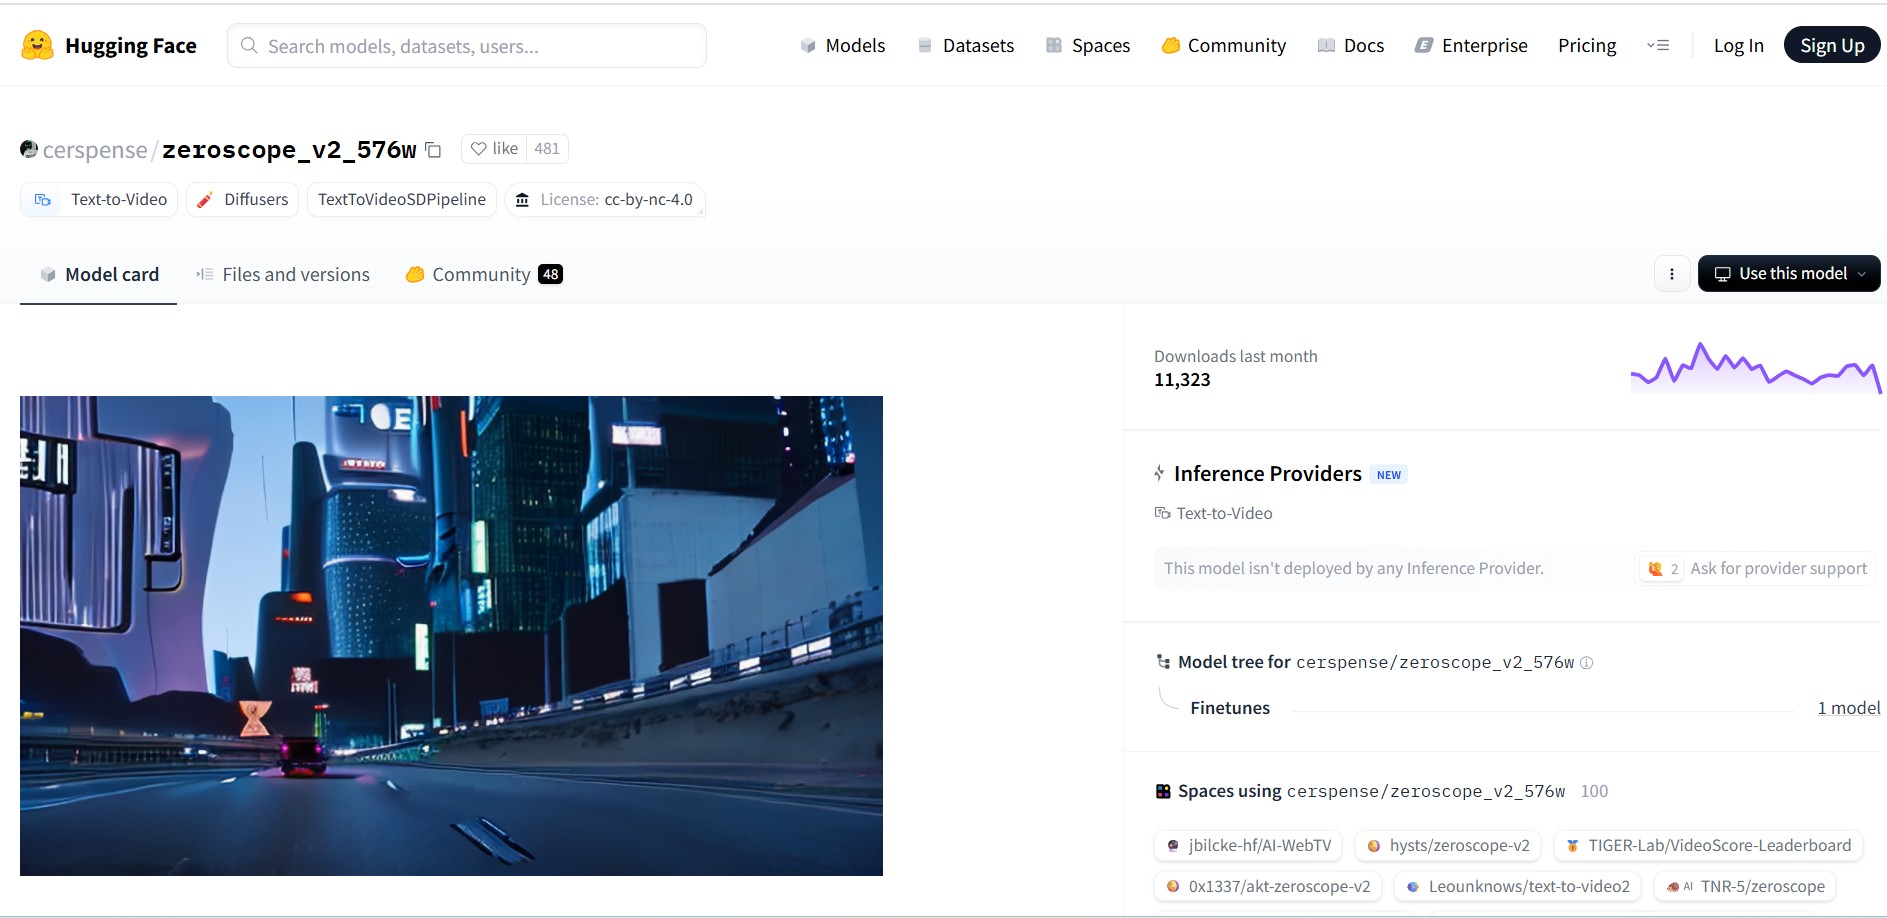 Hugging Face
Search models, datasets, users...
Models
Datasets
Spaces
Community
Docs
Enterprise
Pricing
Log In
Sign Up
cerspense/zeroscope_v2_576w
like 481
Text-to-Video
Diffusers
TextToVideoSDPipeline
License: cc-by-nc-4.0
Model card
Files and versions
Community 48
Use this model
Downloads last month
11,323
Inference Providers NEW
Text-to-Video
This model isn't deployed by any Inference Provider.
2 Ask for provider support
Model tree for cerspense/zeroscope_v2_576w
Finetunes
1 model
Spaces using cerspense/zeroscope_v2_576w 100
jbilcke-hf/AI-WebTV
hysts/zeroscope-v2
TIGER-Lab/VideoScore-Leaderboard
0x1337/akt-zeroscope-v2
Leounknows/text-to-video2
AI TNR-5/zeroscope